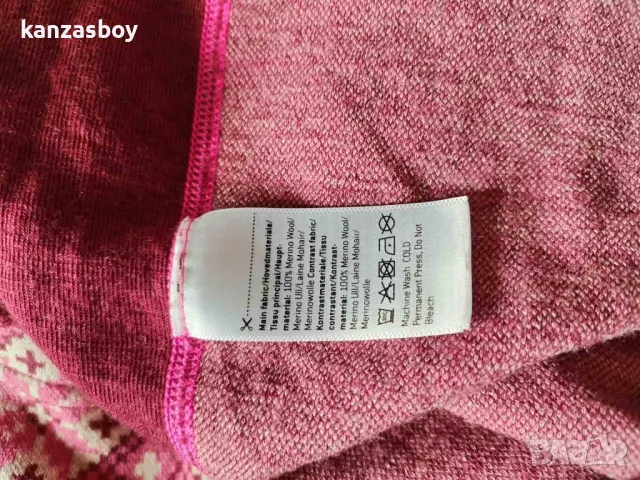 kanzasboy
Main fabric/Hovedmateriale/
Tissu principal/Haupt-
material: 100% Merino Wool/
Merino Ull/Laine Mohair/
Merinowolle Contrast fabric/
Kontrastmateriale/Tissu
contrastant/Kontrast-
material: 100% Merino Wool/
Merino Ull/Laine Mohair/
Merinowolle
Machine Wash: COLD
Permanent Press, Do Not
Bleach
BAZAR